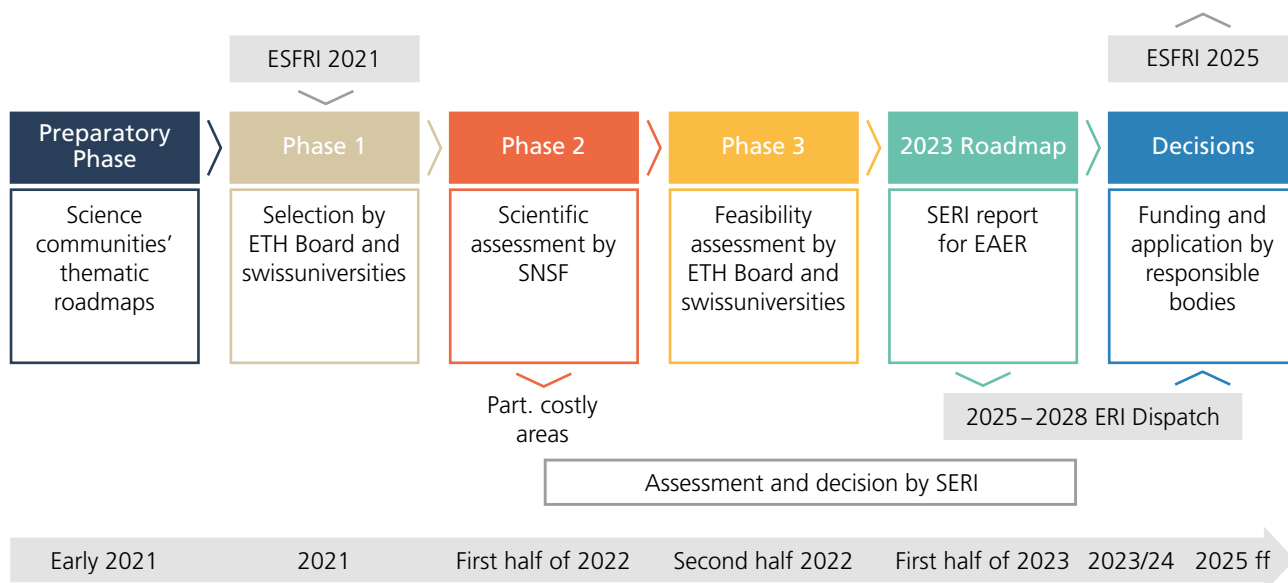 ESFRI 2021
ESFRI 2025
Preparatory
Phase
Phase 1
Phase 2
Phase 3
2023 Roadmap
Decisions
Science
communities’
thematic
roadmaps
Selection by
ETH Board and
swissuniversities
Scientific
assessment by
SNSF
Feasibility
assessment by
ETH Board and
swissuniversities
SERI report
for EAER
Funding and
application by
responsible
bodies
Part. costly
areas
2025–2028 ERI Dispatch
Assessment and decision by SERI
Early 2021
2021
First half of 2022
Second half 2022
First half of 2023
2023/24
2025 ff